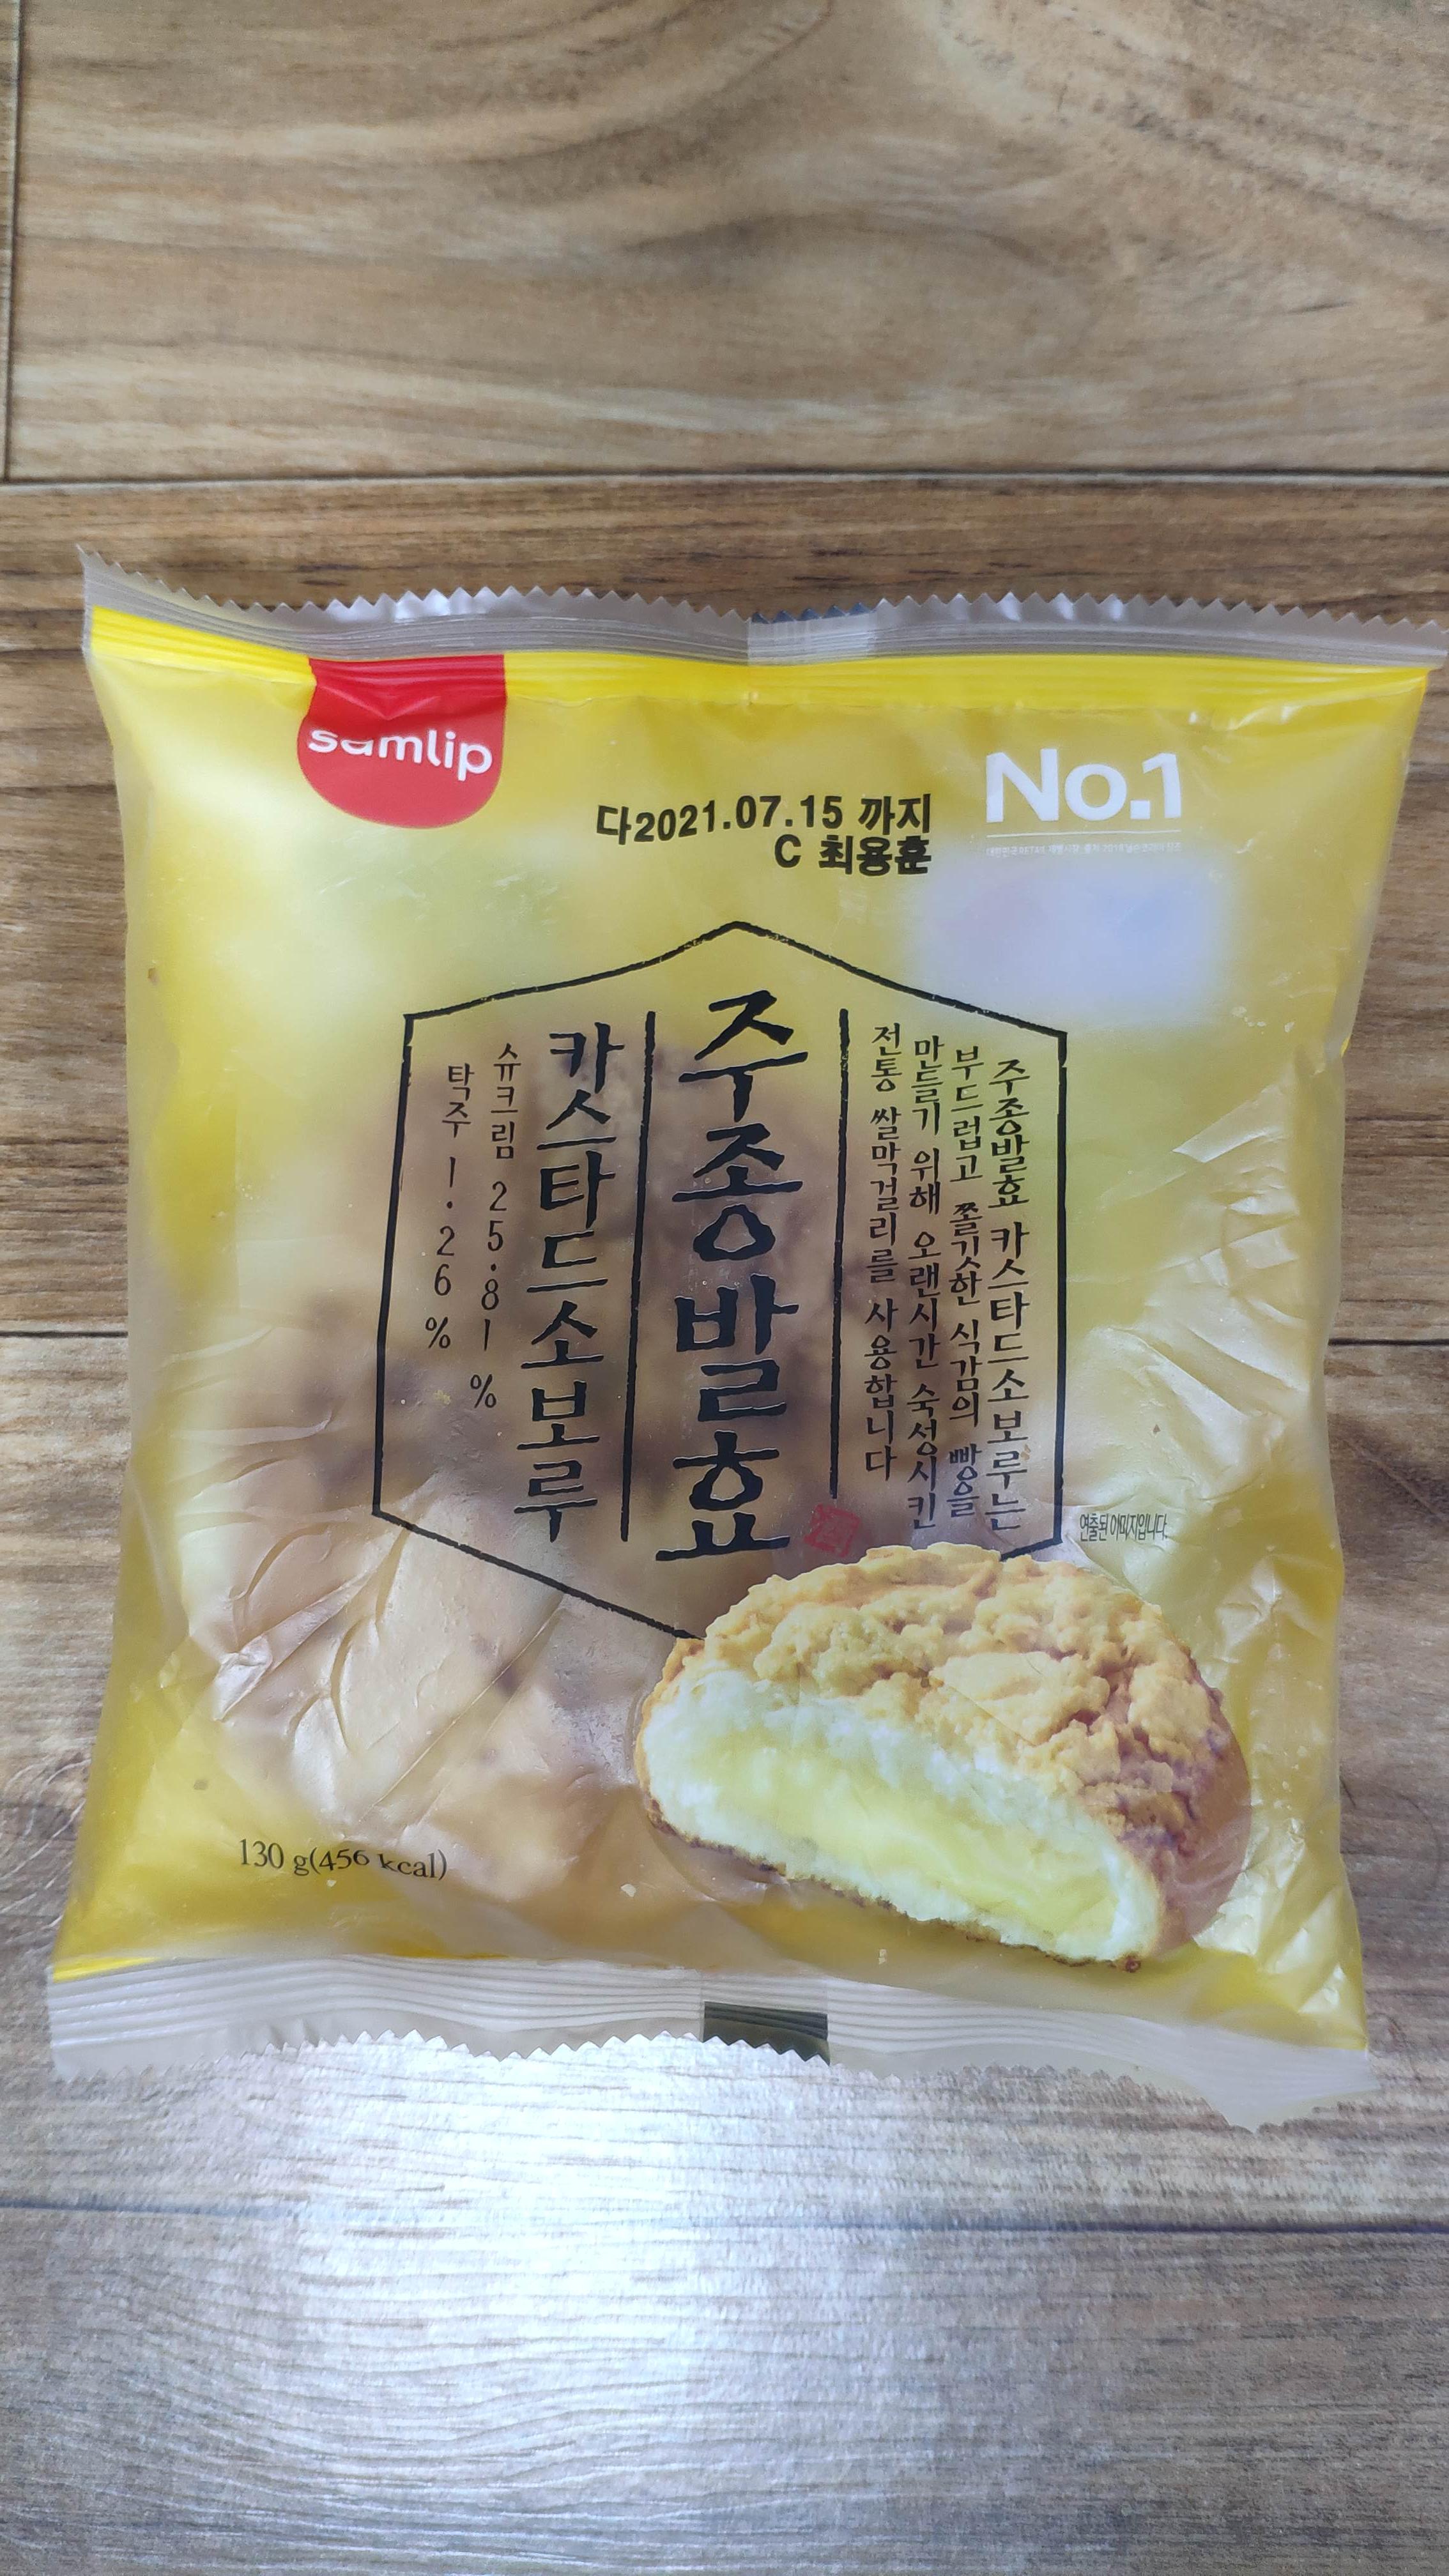 samlip
No.1
다2021.07.15 까지
C 최용훈
주종발효 카스타드소보루는
부드럽고 쫄깃한 식감의 빵을
만들기 위해 오랜시간 숙성시킨
전통 쌀막걸리를 사용합니다
주종발효
카스타드소보루
슈크림 25.81%
탁주 1.26%
연출된 이미지입니다.
130 g(456 kcal)